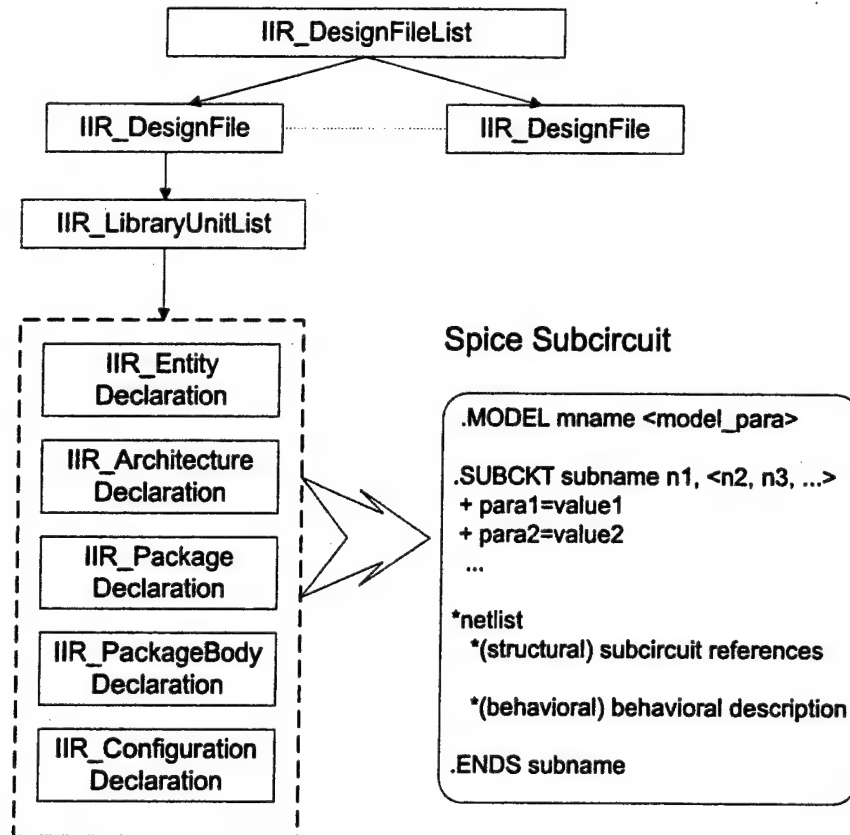 IIR_DesignFileList
IIR_DesignFile
IIR_DesignFile
IIR_LibraryUnitList
IIR_Entity
Declaration
IIR_Architecture
Declaration
IIR_Package
Declaration
IIR_PackageBody
Declaration
IIR_Configuration
Declaration
Spice Subcircuit
.MODEL mname <model_para>
.SUBCKT subname n1, <n2, n3, ...>
+ para1=value1
+ para2=value2
...
*netlist
*(structural) subcircuit references
*(behavioral) behavioral description
.ENDS subname